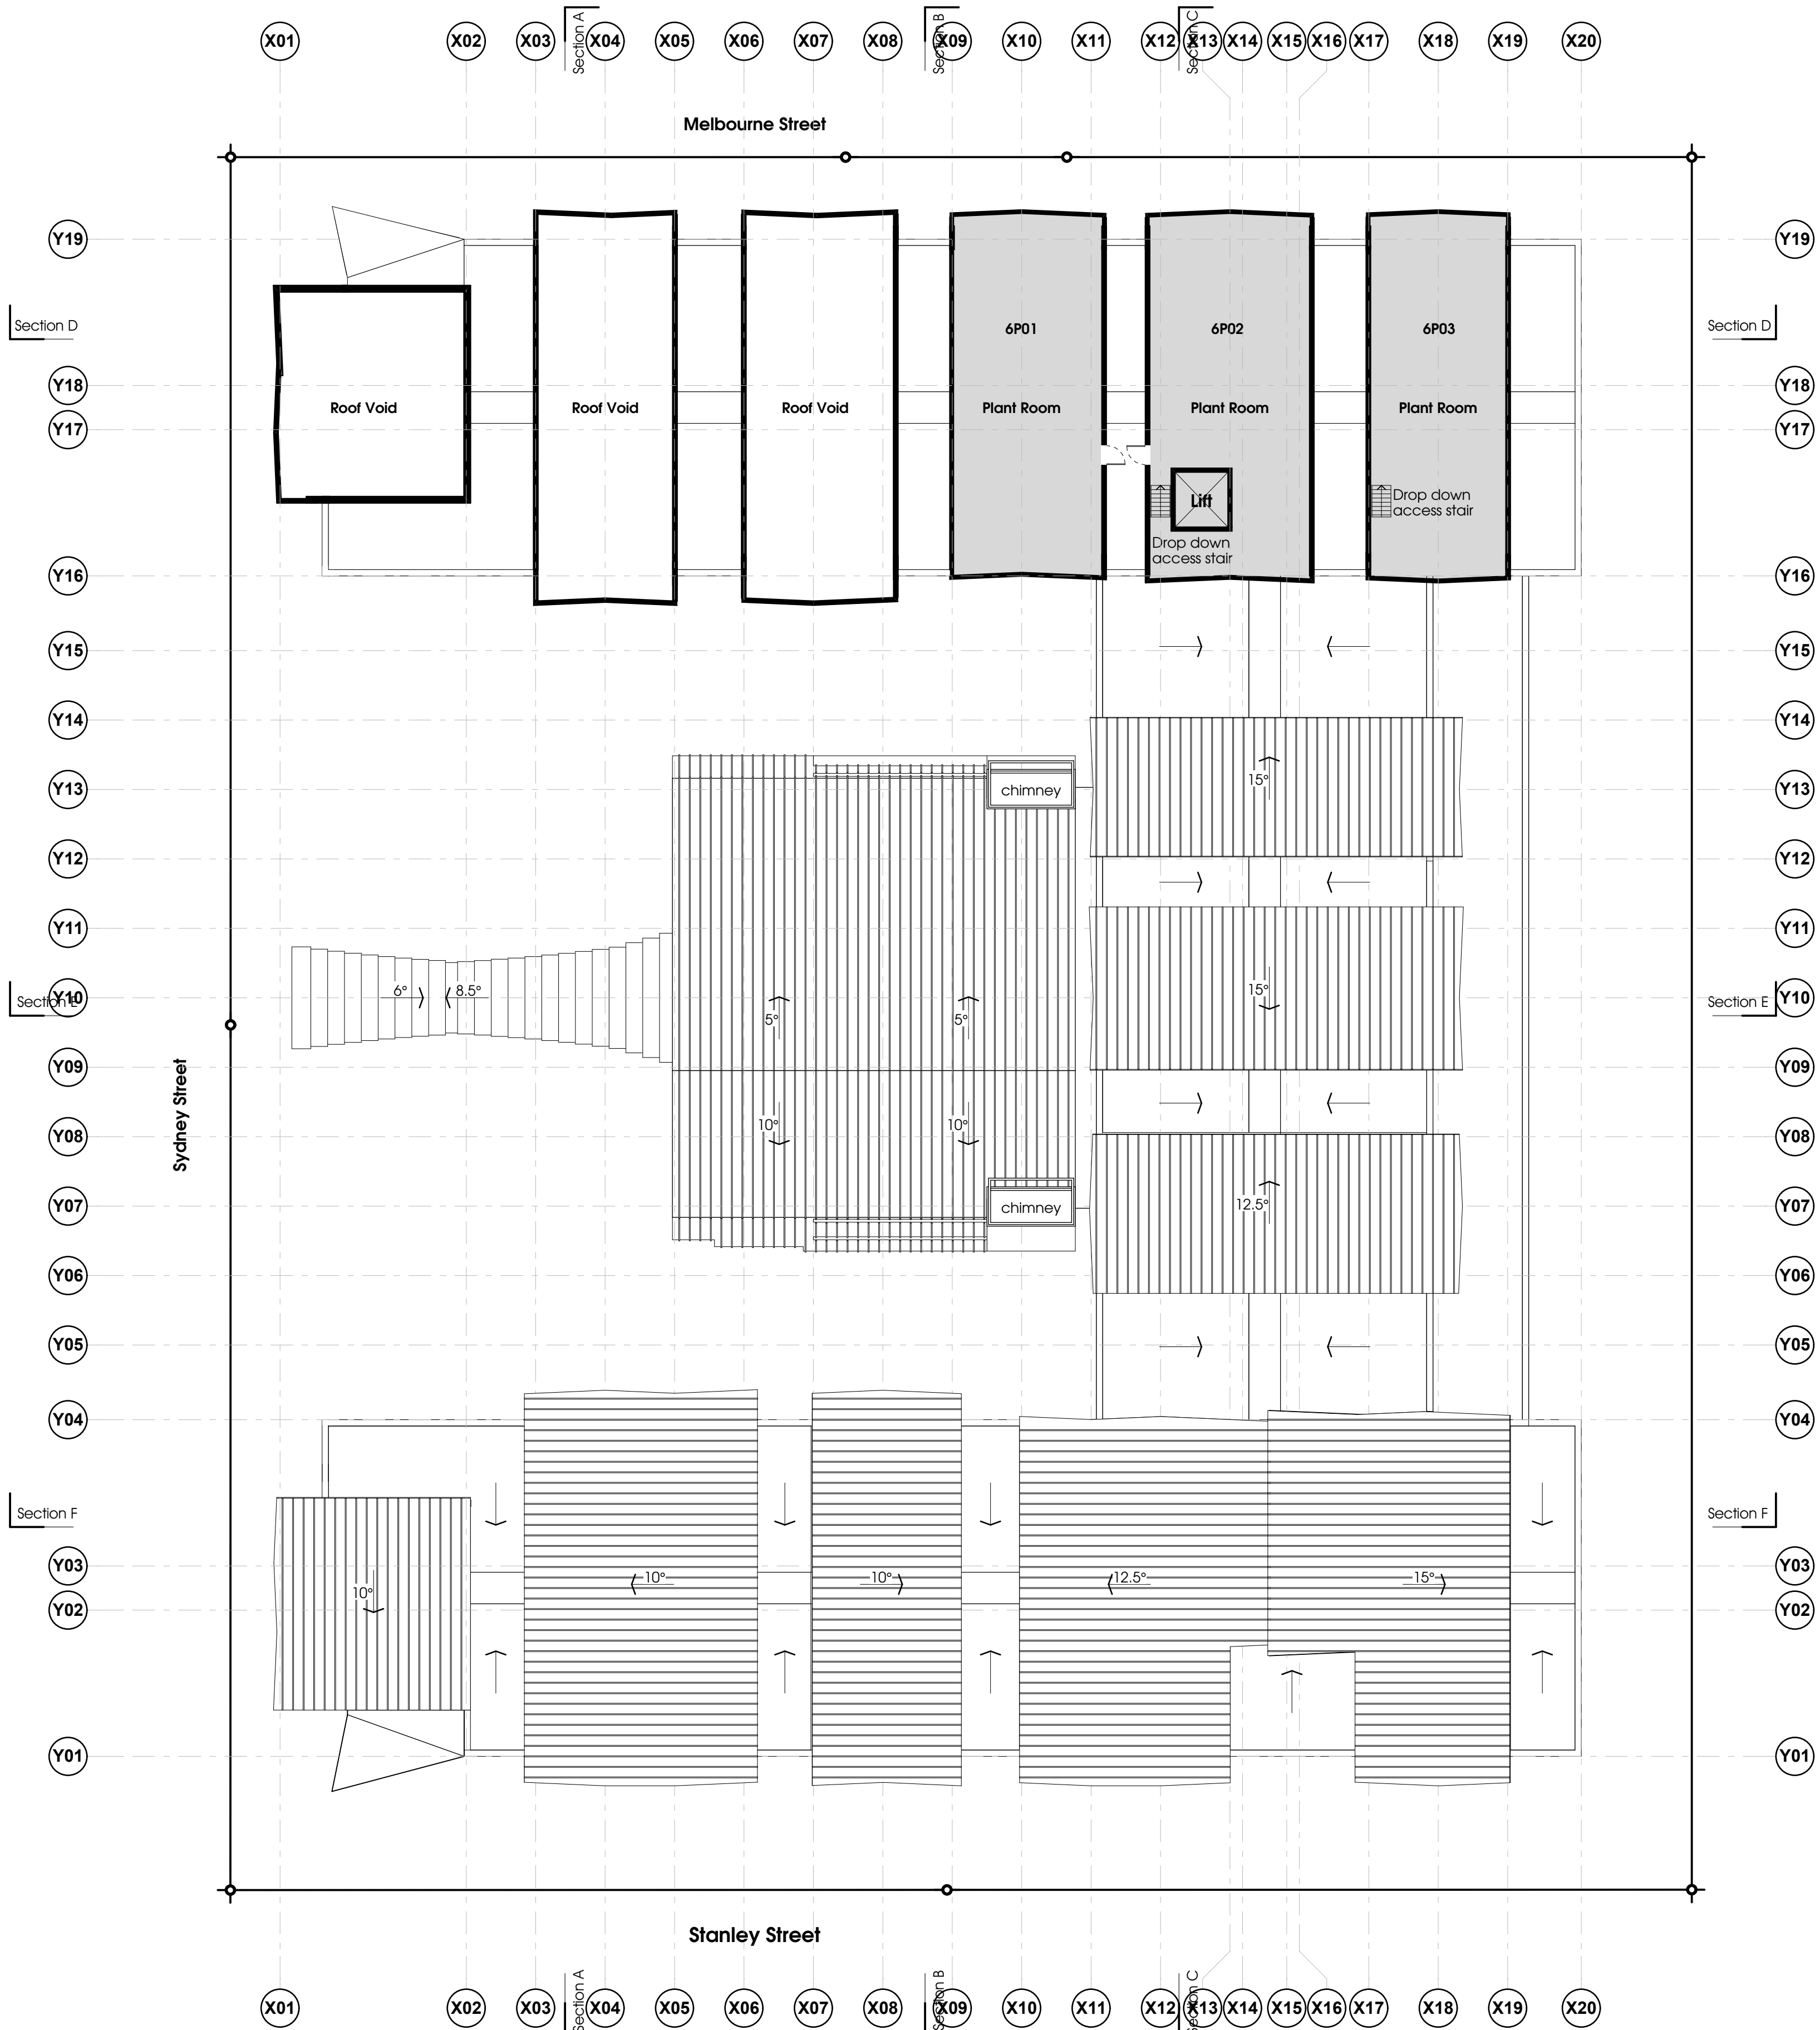 Section A
Section B
Section C
X01 X02 X03 X04 X05 X06 X07 X08 X09 X10 X11 X12 X13 X14 X15 X16 X17 X18 X19 X20
Melbourne Street
Y19 Y19
Section D Section D
6P01 6P02 6P03
Y18 Y18
Roof Void Roof Void Roof Void Plant Room Plant Room Plant Room
Y17 Y17
Lift
Drop down
access stair
Drop down
access stair
Y16 Y16
Y15 Y15
Y14 Y14
15°
Y13 chimney Y13
Y12 Y12
Y11 Y11
6° 8.5° 15°
Section E Y10 Section E Y10
5° 5°
Y09 Y09
Sydney Street
10° 10°
Y08 Y08
Y07 chimney 12.5° Y07
Y06 Y06
Y05 Y05
Y04 Y04
Section F Section F
Y03 Y03
10° 10° 10° 12.5° 15°
Y02 Y02
Y01 Y01
Stanley Street
Section A
Section B
Section C
X01 X02 X03 X04 X05 X06 X07 X08 X09 X10 X11 X12 X13 X14 X15 X16 X17 X18 X19 X20